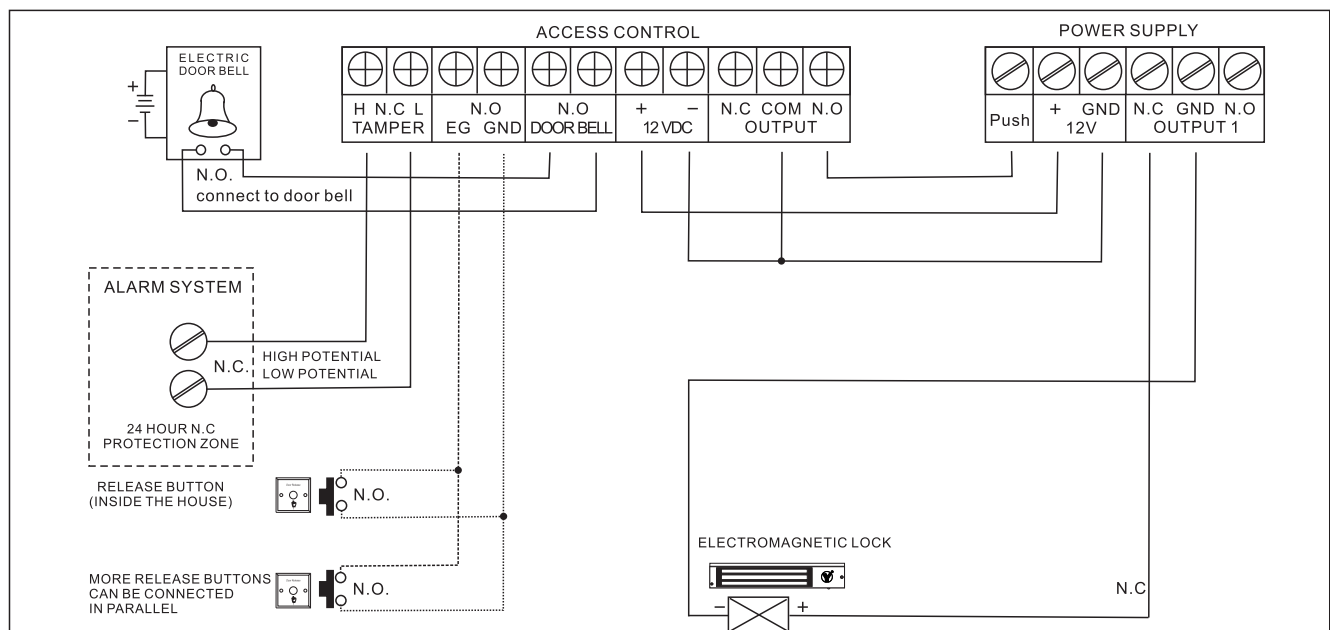 ACCESS CONTROL
POWER SUPPLY
ELECTRIC
DOOR BELL
+
−
H N.C L
TAMPER
N.O
EG GND
N.O
DOOR BELL
+ −
12 VDC
N.C COM N.O
OUTPUT
Push
+ GND
12V
N.C GND N.O
OUTPUT 1
N.O.
connect to door bell
ALARM SYSTEM
N.C.
HIGH POTENTIAL
LOW POTENTIAL
24 HOUR N.C
PROTECTION ZONE
RELEASE BUTTON
(INSIDE THE HOUSE)
N.O.
MORE RELEASE BUTTONS
CAN BE CONNECTED
IN PARALLEL
N.O.
ELECTROMAGNETIC LOCK
− +
N.C